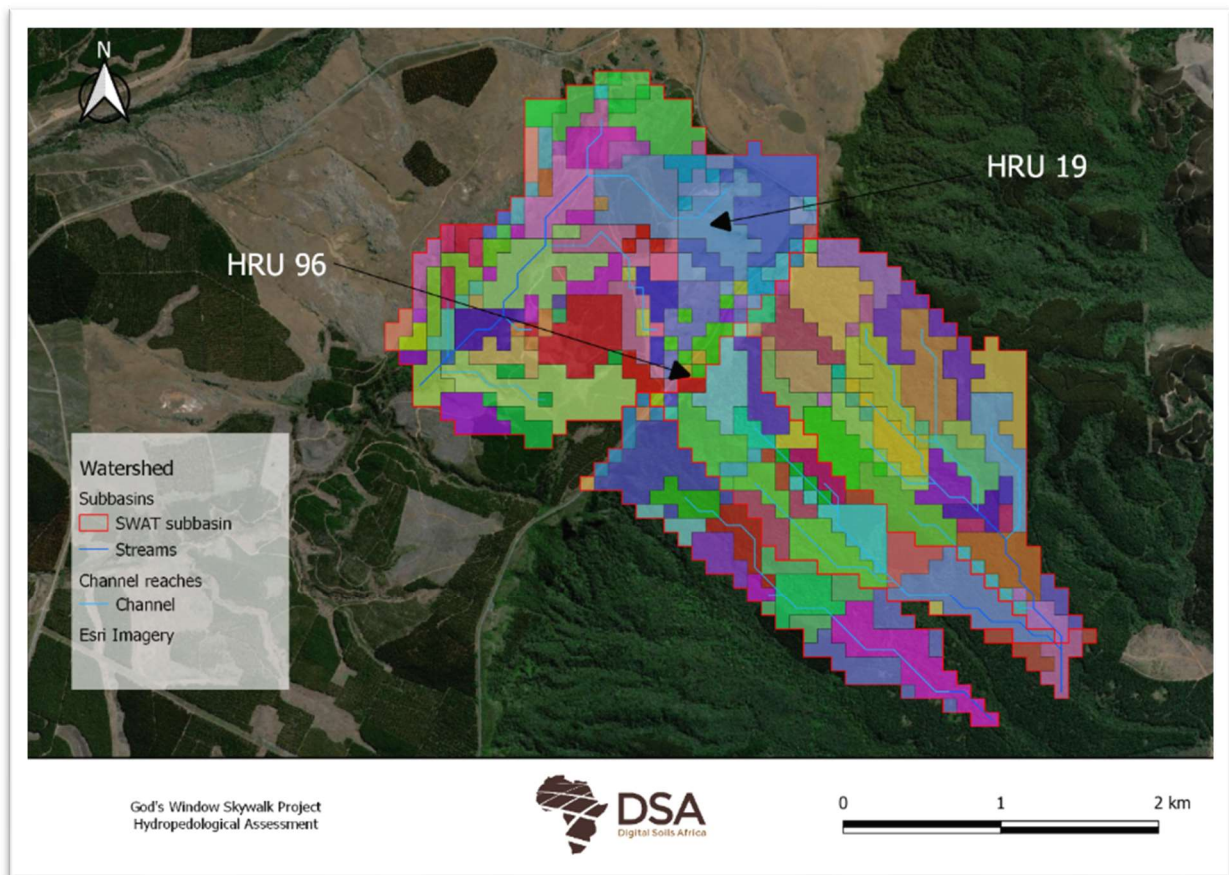 N
HRU 19
HRU 96
Watershed
Subbasins
SWAT subbasin
Streams
Channel reaches
Channel
Esri Imagery
God's Window Skywalk Project
Hydropedological Assessment
DSA
Digital Soils Africa
0 1 2 km